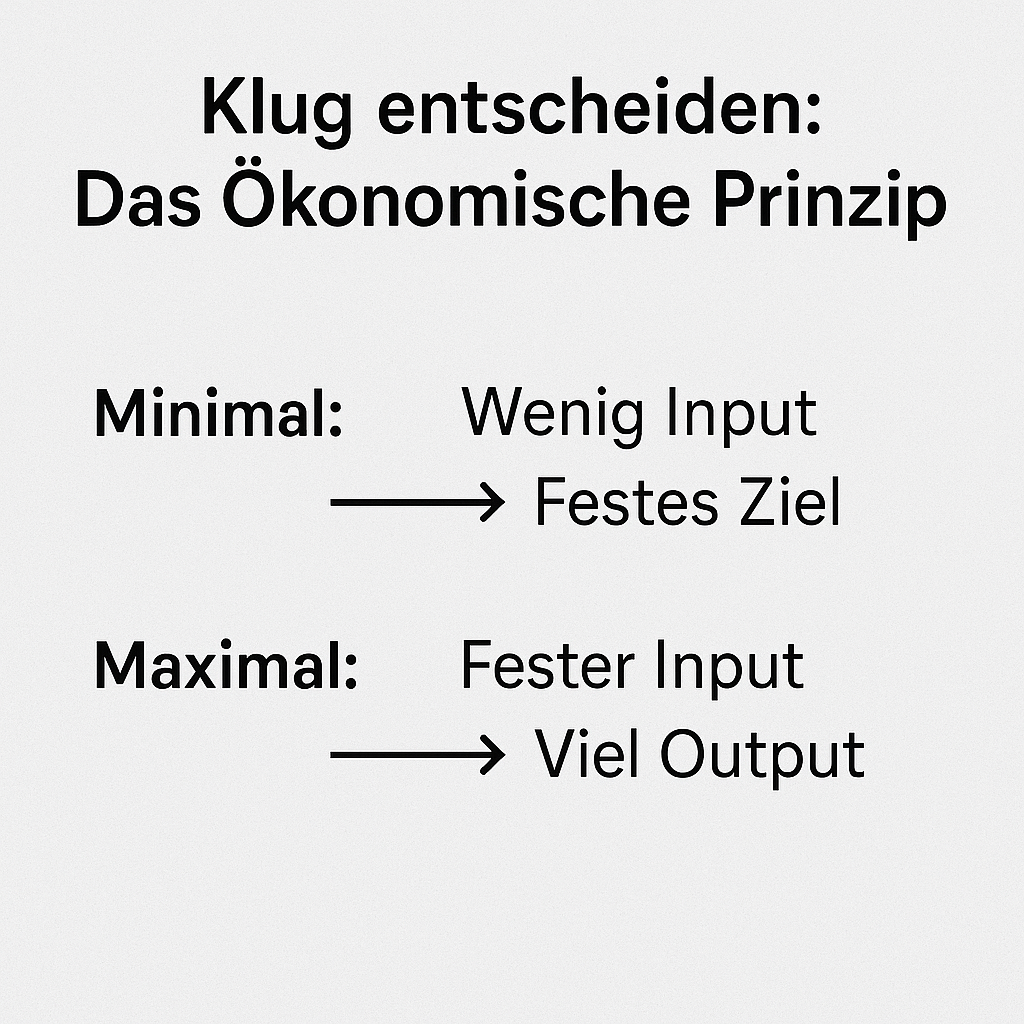 Klug entscheiden:
Das Ökonomische Prinzip
Minimal: Wenig Input
→ Festes Ziel
Maximal: Fester Input
→ Viel Output